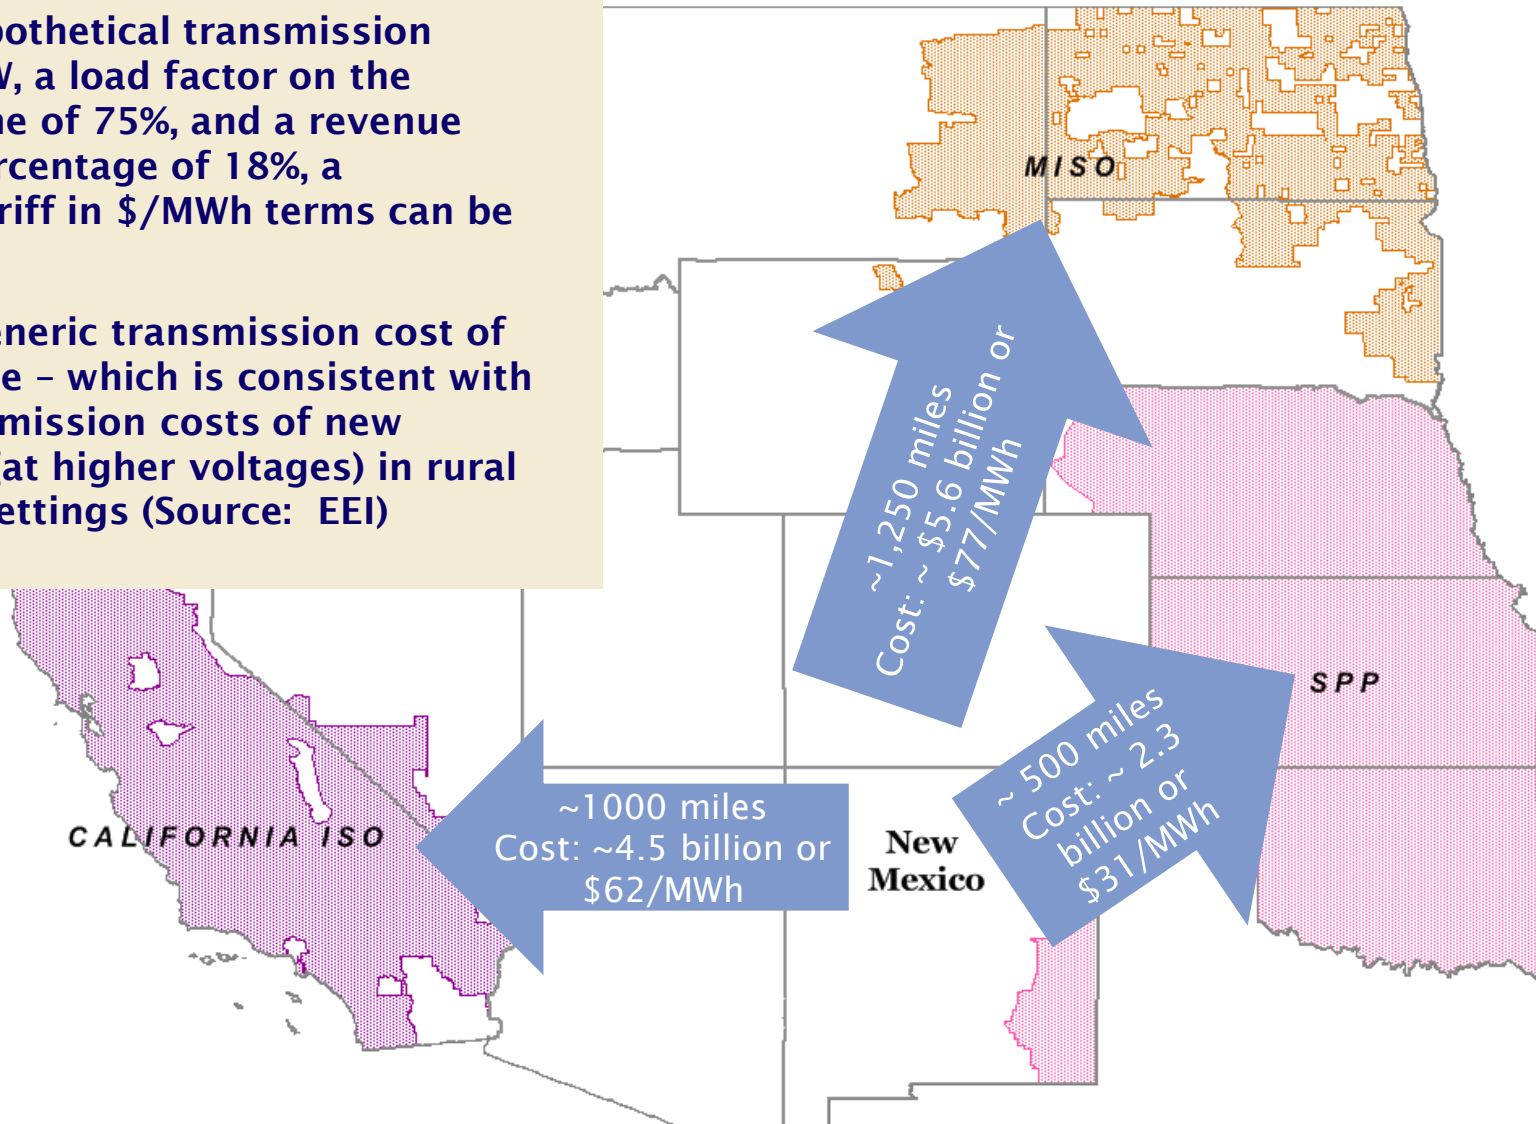 pothetical transmission
W, a load factor on the
ne of 75%, and a revenue
rcentage of 18%, a
riff in $/MWh terms can be
eneric transmission cost of
e – which is consistent with
mission costs of new
(at higher voltages) in rural
ettings (Source: EEI)
MISO
~1,250 miles
Cost: ~ $5.6 billion or
$77/MWh
SPP
~ 500 miles
Cost: ~ 2.3
billion or
$31/MWh
CALIFORNIA ISO
~1000 miles
Cost: ~4.5 billion or
$62/MWh
New
Mexico